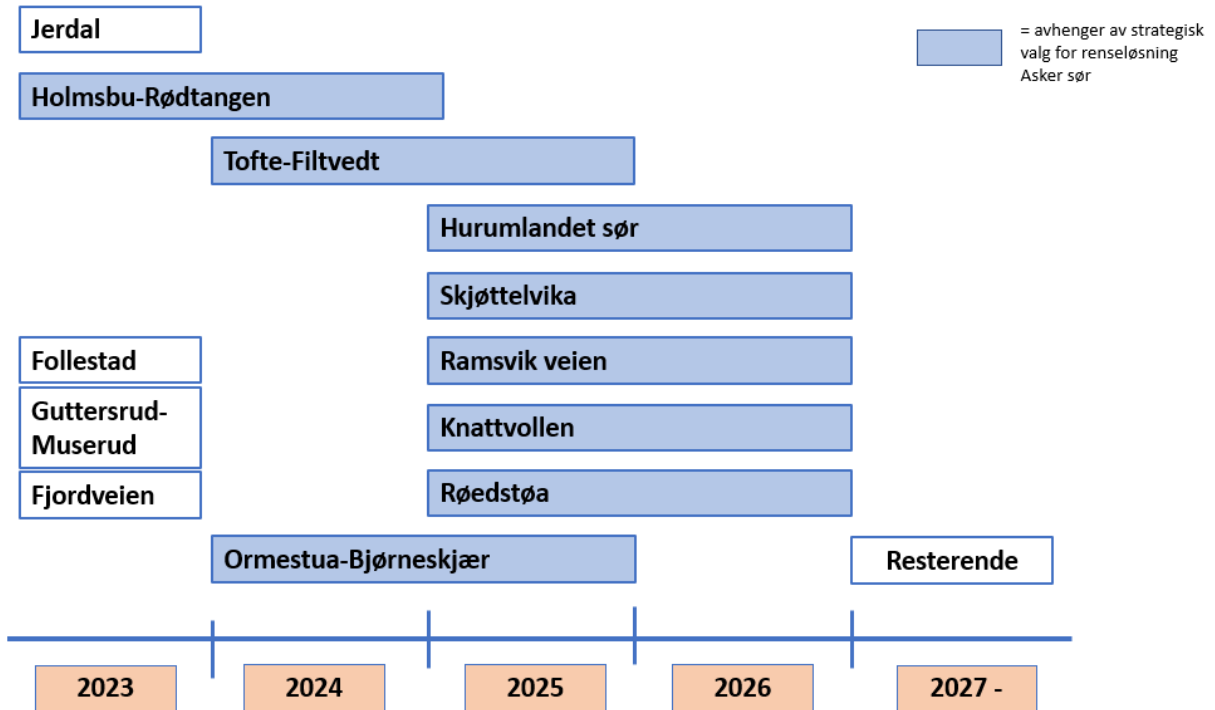 Jerdal
= avhenger av strategisk
valg for renseløsning
Asker sør
Holmsbu-Rødtangen
Tofte-Filtvedt
Hurumlandet sør
Skjøttelvika
Follestad
Ramsvik veien
Guttersrud-
Muserud
Knattvollen
Fjordveien
Røedstøa
Ormestua-Bjørneskjær
Resterende
2023
2024
2025
2026
2027 -